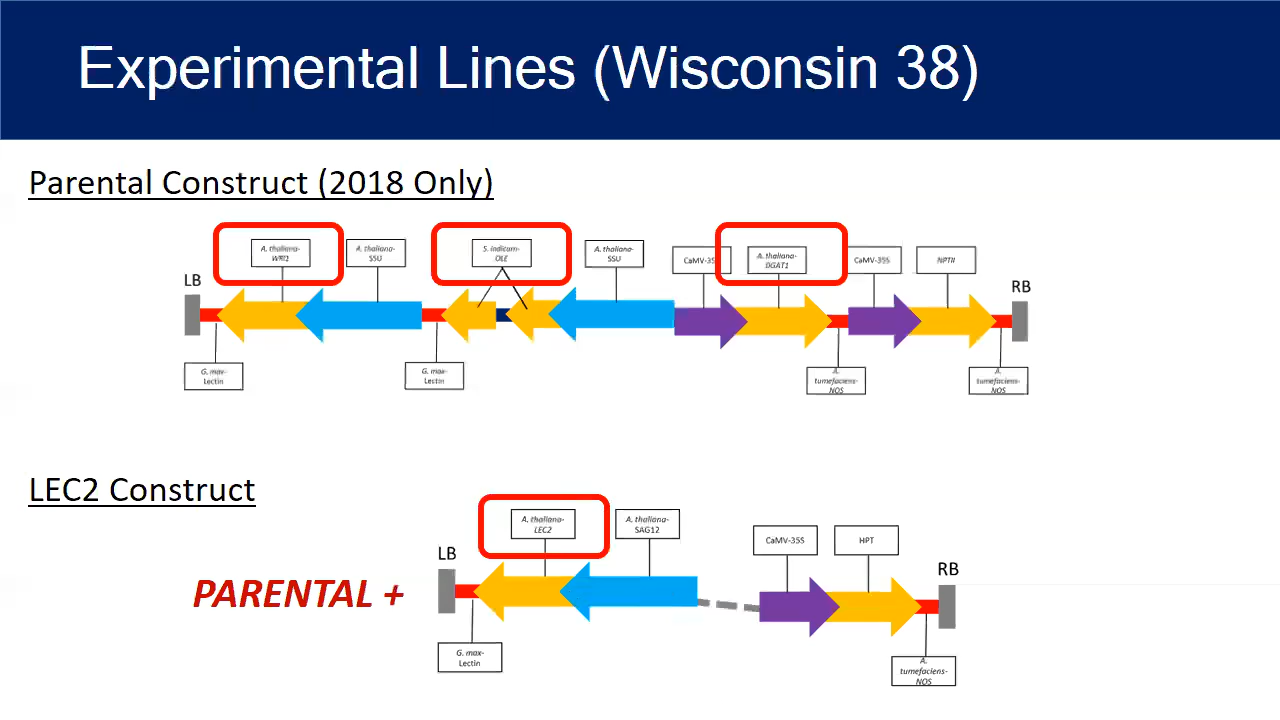 Experimental Lines (Wisconsin 38)
Parental Construct (2018 Only)
A. thaliana-
WRI1
A. thaliana-
SSU
S. indicum-
OLE
A. thaliana-
SSU
CaMV-35S
A. thaliana-
DGAT1
CaMV-35S
NPTII
LB
RB
G. max-
Lectin
G. max-
Lectin
A.
tumefaciens-
NOS
A.
tumefaciens-
NOS
LEC2 Construct
A. thaliana-
LEC2
A. thaliana-
SAG12
CaMV-35S
HPT
LB
RB
PARENTAL +
G. max-
Lectin
A.
tumefaciens-
NOS